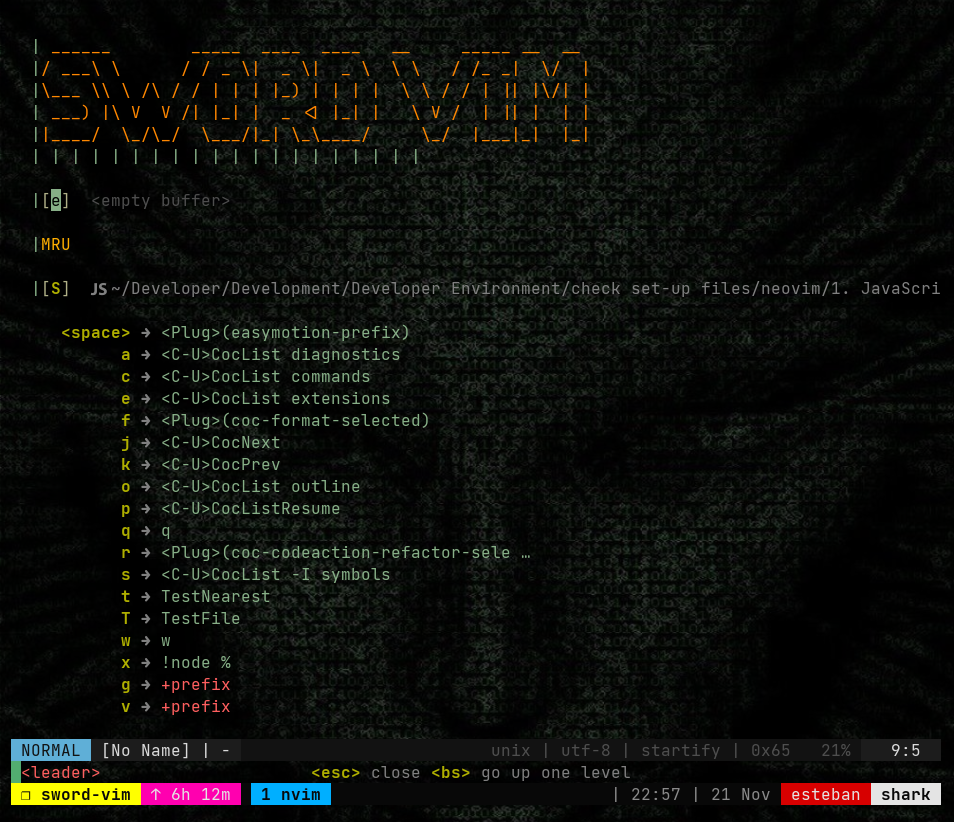 | ______        _____  ____  ____   __     _____ __  __
|/ ___\ \      / / _ \|  _ \|  _ \  \ \   / /_ _|  \/  |
|\___ \\ \ /\ / / | | | |_) | | | |  \ \ / / | || |\/| |
| ___) |\ V  V /| |_| |  _ <| |_| |   \ V /  | || |  | |
||____/  \_/\_/  \___/|_| \_\____/     \_/  |___|_|  |_|
| | | | | | | | | | | | | | | | | | | |
|[e]  <empty buffer>
|MRU
|[S]  JS ~/Developer/Development/Developer Environment/check set-up files/neovim/1. JavaScri
<space> → <Plug>(easymotion-prefix)
a → <C-U>CocList diagnostics
c → <C-U>CocList commands
e → <C-U>CocList extensions
f → <Plug>(coc-format-selected)
j → <C-U>CocNext
k → <C-U>CocPrev
o → <C-U>CocList outline
p → <C-U>CocListResume
q → q
r → <Plug>(coc-codeaction-refactor-sele …
s → <C-U>CocList -I symbols
t → TestNearest
T → TestFile
w → w
x → !node %
g → +prefix
v → +prefix
NORMAL [No Name] | - unix | utf-8 | startify | 0x65 21% 9:5
<leader> <esc> close <bs> go up one level
❐ sword-vim ↑ 6h 12m 1 nvim | 22:57 | 21 Nov esteban shark